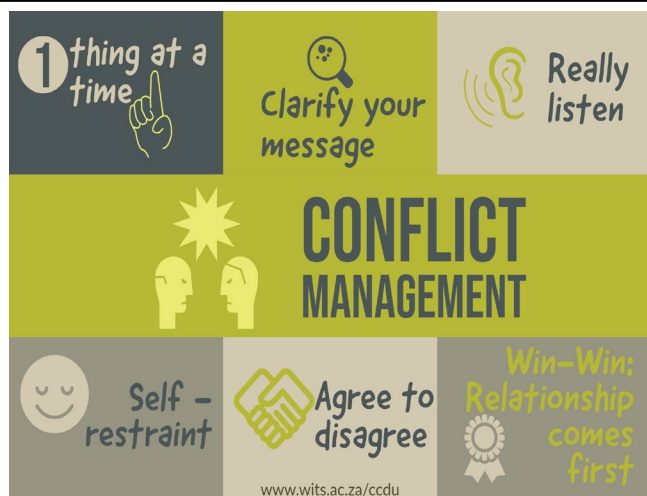 1 thing at a
time
Clarify your
message
Really
listen
CONFLICT
MANAGEMENT
Self -
restraint
Agree to
disagree
Win-Win:
Relationship
comes
first
www.wits.ac.za/ccdu